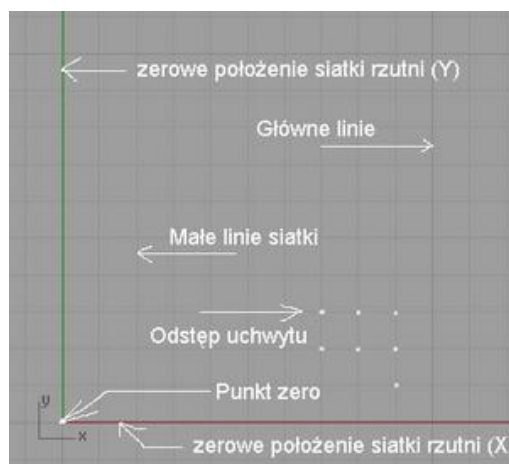 zerowe położenie siatki rzutni (Y)
Główne linie
Małe linie siatki
Odstęp uchwytu
Punkt zero
y
x
zerowe położenie siatki rzutni (X